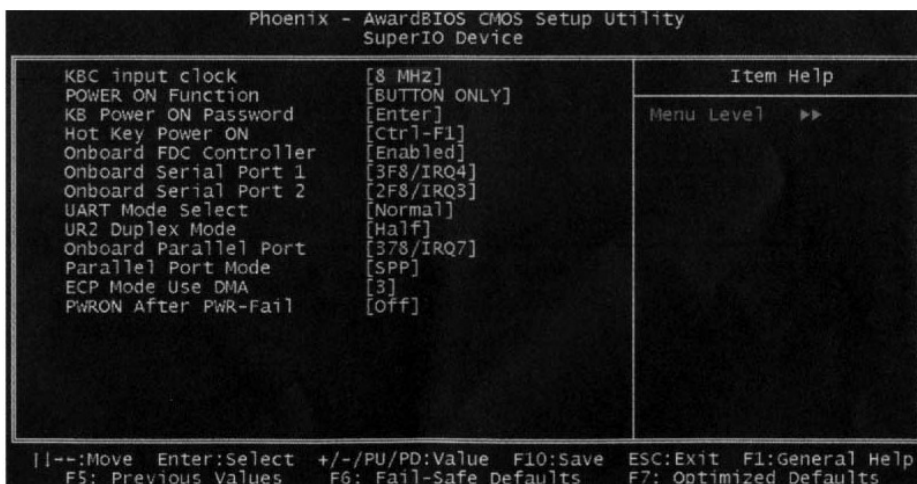 Phoenix - AwardBIOS CMOS Setup Utility
SuperIO Device
KBC input clock [8 MHz]
POWER ON Function [BUTTON ONLY]
KB Power ON Password [Enter]
Hot Key Power ON [Ctrl-F1]
Onboard FDC Controller [Enabled]
Onboard Serial Port 1 [3F8/IRQ4]
Onboard Serial Port 2 [2F8/IRQ3]
UART Mode Select [Normal]
UR2 Duplex Mode [Half]
Onboard Parallel Port [378/IRQ7]
Parallel Port Mode [SPP]
ECP Mode Use DMA [3]
PWRON After PWR-Fail [Off]
Item Help
Menu Level ▶▶
||--:Move Enter:Select +/-/PU/PD:Value F10:Save ESC:Exit F1:General Help
F5: Previous Values F6: Fail-Safe Defaults F7: Optimized Defaults